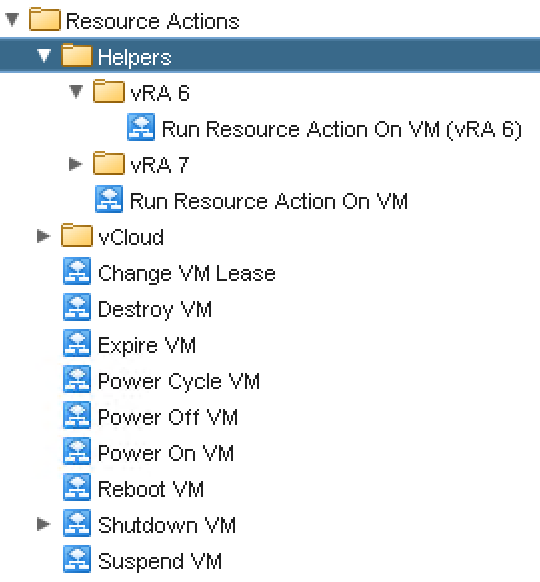 Resource Actions
Helpers
vRA 6
Run Resource Action On VM (vRA 6)
vRA 7
Run Resource Action On VM
vCloud
Change VM Lease
Destroy VM
Expire VM
Power Cycle VM
Power Off VM
Power On VM
Reboot VM
Shutdown VM
Suspend VM